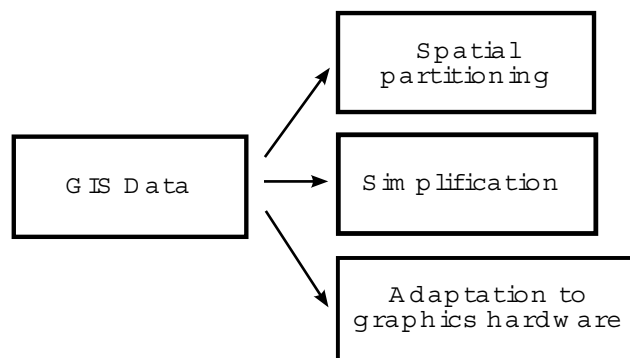 Spatial
partitioning
GIS Data
Simplification
Adaptation to
graphics hardware